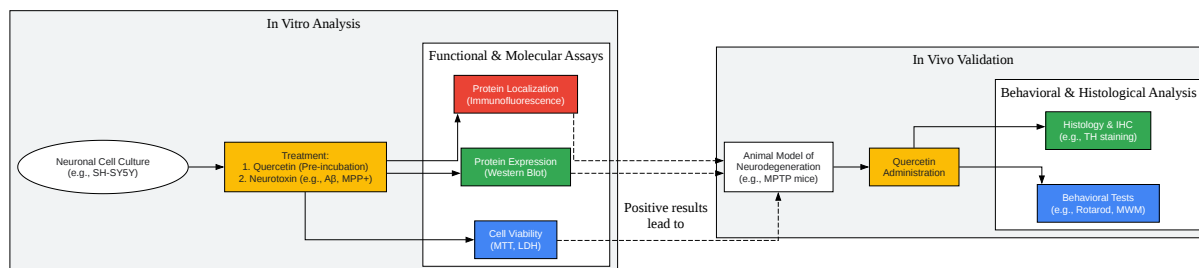 In Vitro Analysis
Functional & Molecular Assays
Protein Localization
(Immunofluorescence)
Neuronal Cell Culture
(e.g., SH-SY5Y)
Treatment:
1. Quercetin (Pre-incubation)
2. Neurotoxin (e.g., Aβ, MPP+)
Protein Expression
(Western Blot)
Cell Viability
(MTT, LDH)
Positive results
lead to
In Vivo Validation
Animal Model of
Neurodegeneration
(e.g., MPTP mice)
Quercetin
Administration
Behavioral & Histological Analysis
Histology & IHC
(e.g., TH staining)
Behavioral Tests
(e.g., Rotarod, MWM)